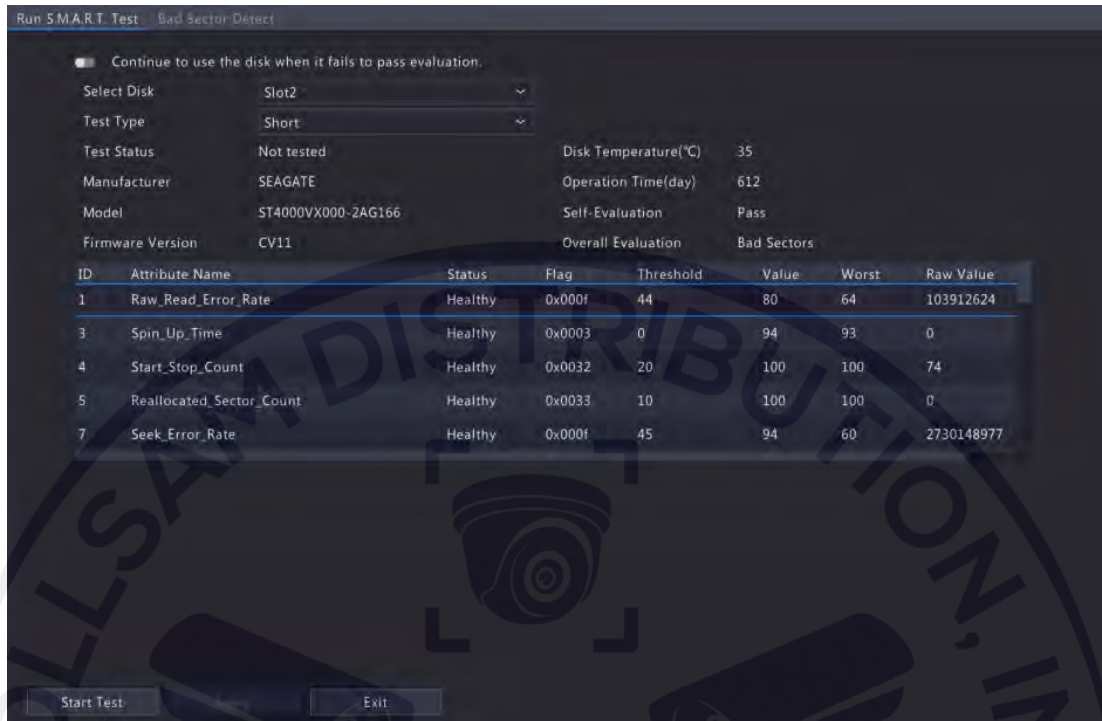 Run S.M.A.R.T. Test Bad Sector Detect
Continue to use the disk when it fails to pass evaluation.
Select Disk Slot2
Test Type Short
Test Status Not tested Disk Temperature(℃) 35
Manufacturer SEAGATE Operation Time(day) 612
Model ST4000VX000-2AG166 Self-Evaluation Pass
Firmware Version CV11 Overall Evaluation Bad Sectors
ID Attribute Name Status Flag Threshold Value Worst Raw Value
1 Raw_Read_Error_Rate Healthy 0x000f 44 80 64 103912624
3 Spin_Up_Time Healthy 0x0003 0 94 93 0
4 Start_Stop_Count Healthy 0x0032 20 100 100 74
5 Reallocated_Sector_Count Healthy 0x0033 10 100 100 0
7 Seek_Error_Rate Healthy 0x000f 45 94 60 2730148977
DISTRIBUTION, IN
Start Test Exit